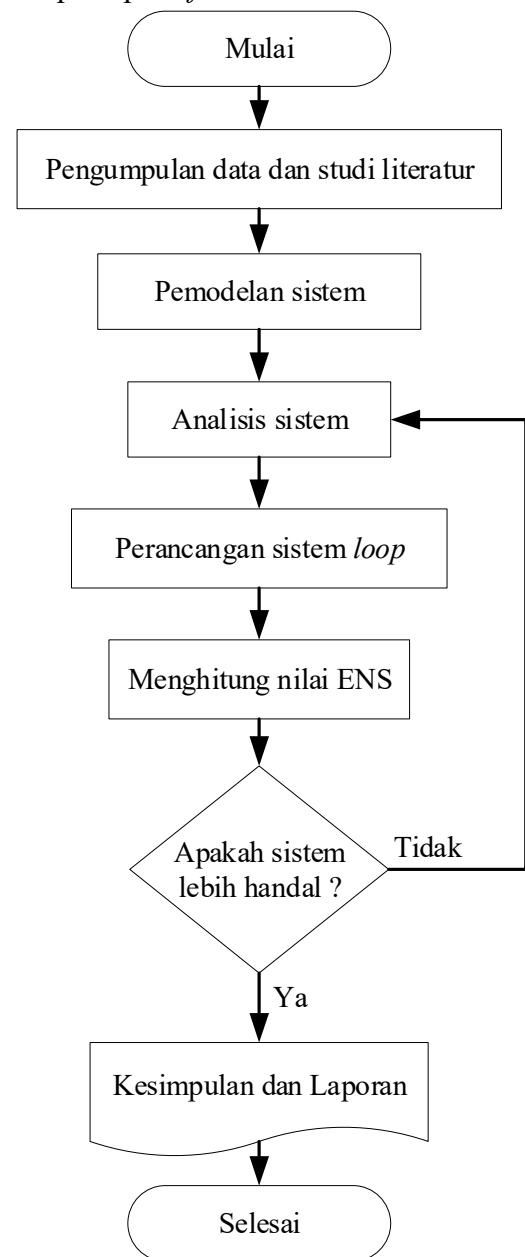 Mulai
Pengumpulan data dan studi literatur
Pemodelan sistem
Analisis sistem
Perancangan sistem loop
Menghitung nilai ENS
Apakah sistem
lebih handal ?
Tidak
Ya
Kesimpulan dan Laporan
Selesai